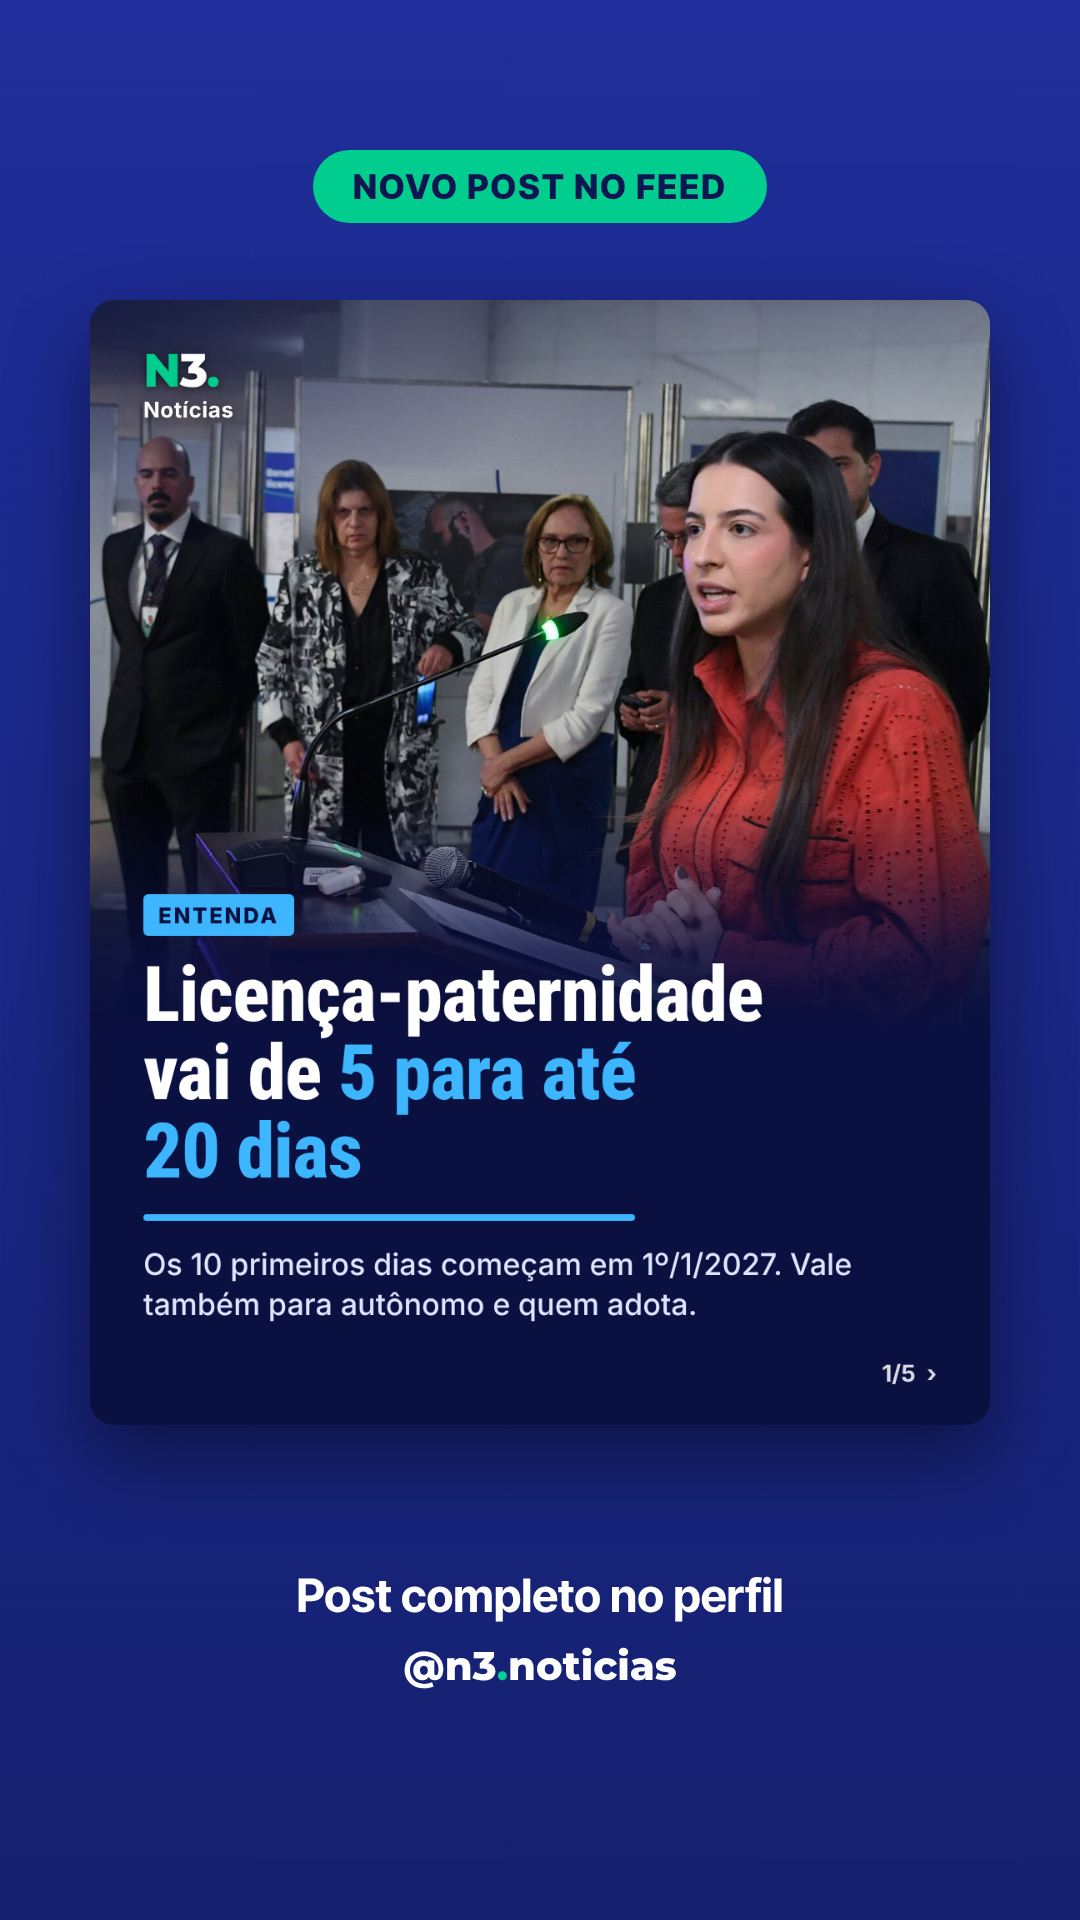 NOVO POST NO FEED
N3.
Notícias
ENTENDA
Licença-paternidade
vai de 5 para até
20 dias
Os 10 primeiros dias começam em 1º/1/2027. Vale
também para autônomo e quem adota.
1/5 ›
Post completo no perfil
@n3.noticias